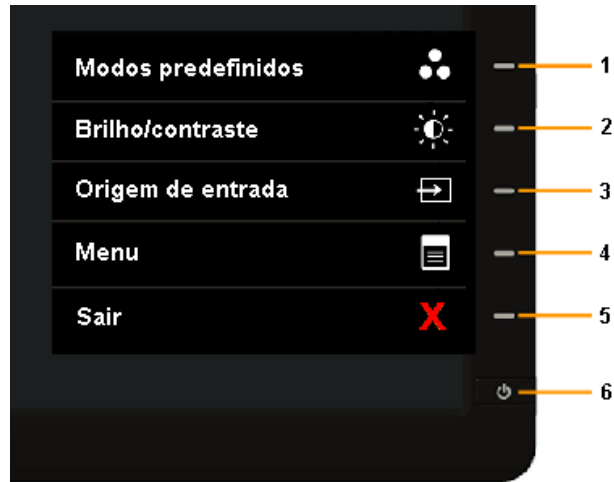 Modos predefinidos
1
Brilho/contraste
2
Origem de entrada
3
Menu
4
Sair
X
5
6